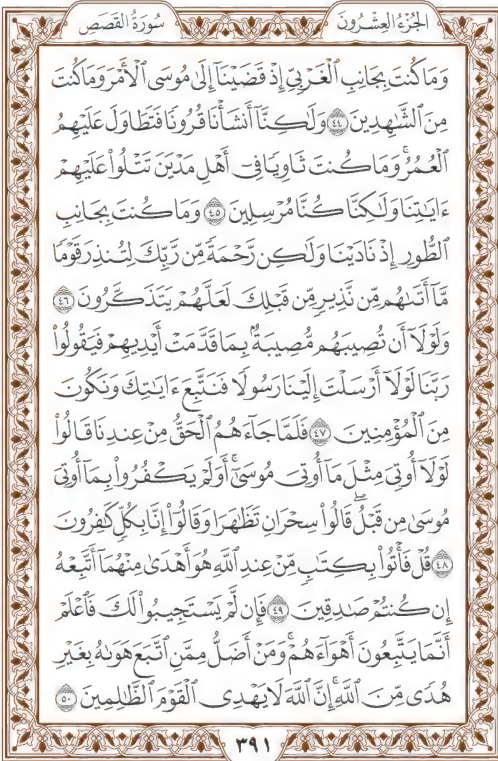 الجُزْءُ العِشْرُونَ
سُورَةُ القَصَصِ
وَمَا كُنتَ بِجَانِبِ ٱلْغَرْبِيِّ إِذْ قَضَيْنَآ إِلَىٰ مُوسَى ٱلْأَمْرَ وَمَا كُنتَ
مِنَ ٱلشَّٰهِدِينَ ٤٤ وَلَٰكِنَّآ أَنشَأْنَا قُرُونًا فَتَطَاوَلَ عَلَيْهِمُ
ٱلْعُمُرُ ۚ وَمَا كُنتَ ثَاوِيًا فِىٓ أَهْلِ مَدْيَنَ تَتْلُوا۟ عَلَيْهِمْ
ءَايَٰتِنَا وَلَٰكِنَّا كُنَّا مُرْسِلِينَ ٤٥ وَمَا كُنتَ بِجَانِبِ
ٱلطُّورِ إِذْ نَادَيْنَا وَلَٰكِن رَّحْمَةً مِّن رَّبِّكَ لِتُنذِرَ قَوْمًا
مَّآ أَتَىٰهُم مِّن نَّذِيرٍ مِّن قَبْلِكَ لَعَلَّهُمْ يَتَذَكَّرُونَ ٤٦
وَلَوْلَآ أَن تُصِيبَهُم مُّصِيبَةٌۢ بِمَا قَدَّمَتْ أَيْدِيهِمْ فَيَقُولُوا۟
رَبَّنَا لَوْلَآ أَرْسَلْتَ إِلَيْنَا رَسُولًا فَنَتَّبِعَ ءَايَٰتِكَ وَنَكُونَ
مِنَ ٱلْمُؤْمِنِينَ ٤٧ فَلَمَّا جَآءَهُمُ ٱلْحَقُّ مِنْ عِندِنَا قَالُوا۟
لَوْلَآ أُوتِىَ مِثْلَ مَآ أُوتِىَ مُوسَىٰٓ ۚ أَوَلَمْ يَكْفُرُوا۟ بِمَآ أُوتِىَ
مُوسَىٰ مِن قَبْلُ ۖ قَالُوا۟ سِحْرَانِ تَظَٰهَرَا وَقَالُوٓا۟ إِنَّا بِكُلٍّ كَٰفِرُونَ
٤٨ قُلْ فَأْتُوا۟ بِكِتَٰبٍ مِّنْ عِندِ ٱللَّهِ هُوَ أَهْدَىٰ مِنْهُمَآ أَتَّبِعْهُ
إِن كُنتُمْ صَٰدِقِينَ ٤٩ فَإِن لَّمْ يَسْتَجِيبُوا۟ لَكَ فَٱعْلَمْ
أَنَّمَا يَتَّبِعُونَ أَهْوَآءَهُمْ ۚ وَمَنْ أَضَلُّ مِمَّنِ ٱتَّبَعَ هَوَىٰهُ بِغَيْرِ
هُدًى مِّنَ ٱللَّهِ ۚ إِنَّ ٱللَّهَ لَا يَهْدِى ٱلْقَوْمَ ٱلظَّٰلِمِينَ ٥٠
٣٩١